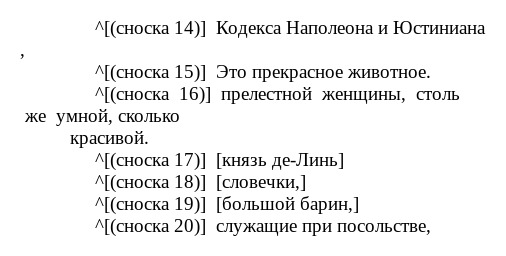 ^[(сноска 14)] Кодекса Наполеона и Юстиниана
,
^[(сноска 15)] Это прекрасное животное.
^[(сноска 16)] прелестной женщины, столь
же умной, сколько
красивой.
^[(сноска 17)] [князь де-Линь]
^[(сноска 18)] [словечки,]
^[(сноска 19)] [большой барин,]
^[(сноска 20)] служащие при посольстве,